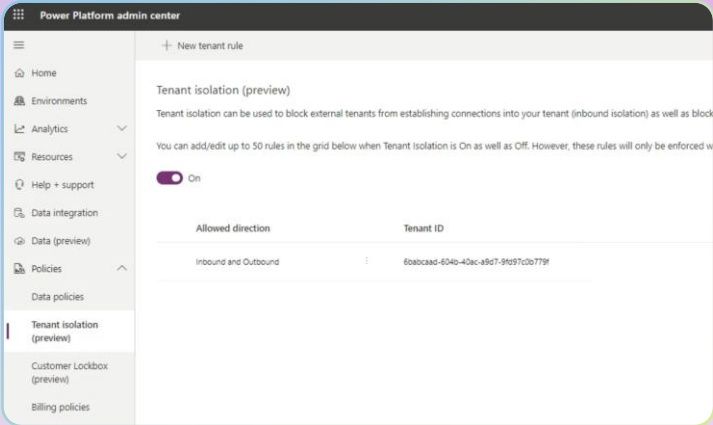 Power Platform admin center
New tenant rule
Home
Environments
Analytics
Resources
Help + support
Data integration
Data (preview)
Policies
Data policies
Tenant isolation
(preview)
Customer Lockbox
(preview)
Billing policies
Tenant isolation (preview)
Tenant isolation can be used to block external tenants from establishing connections into your tenant (inbound isolation) as well as block
You can add/edit up to 50 rules in the grid below when Tenant Isolation is On as well as Off. However, these rules will only be enforced w
On
Allowed direction Tenant ID
Inbound and Outbound 6babcaad-604b-40ac-a9d7-9fd97c0b779f